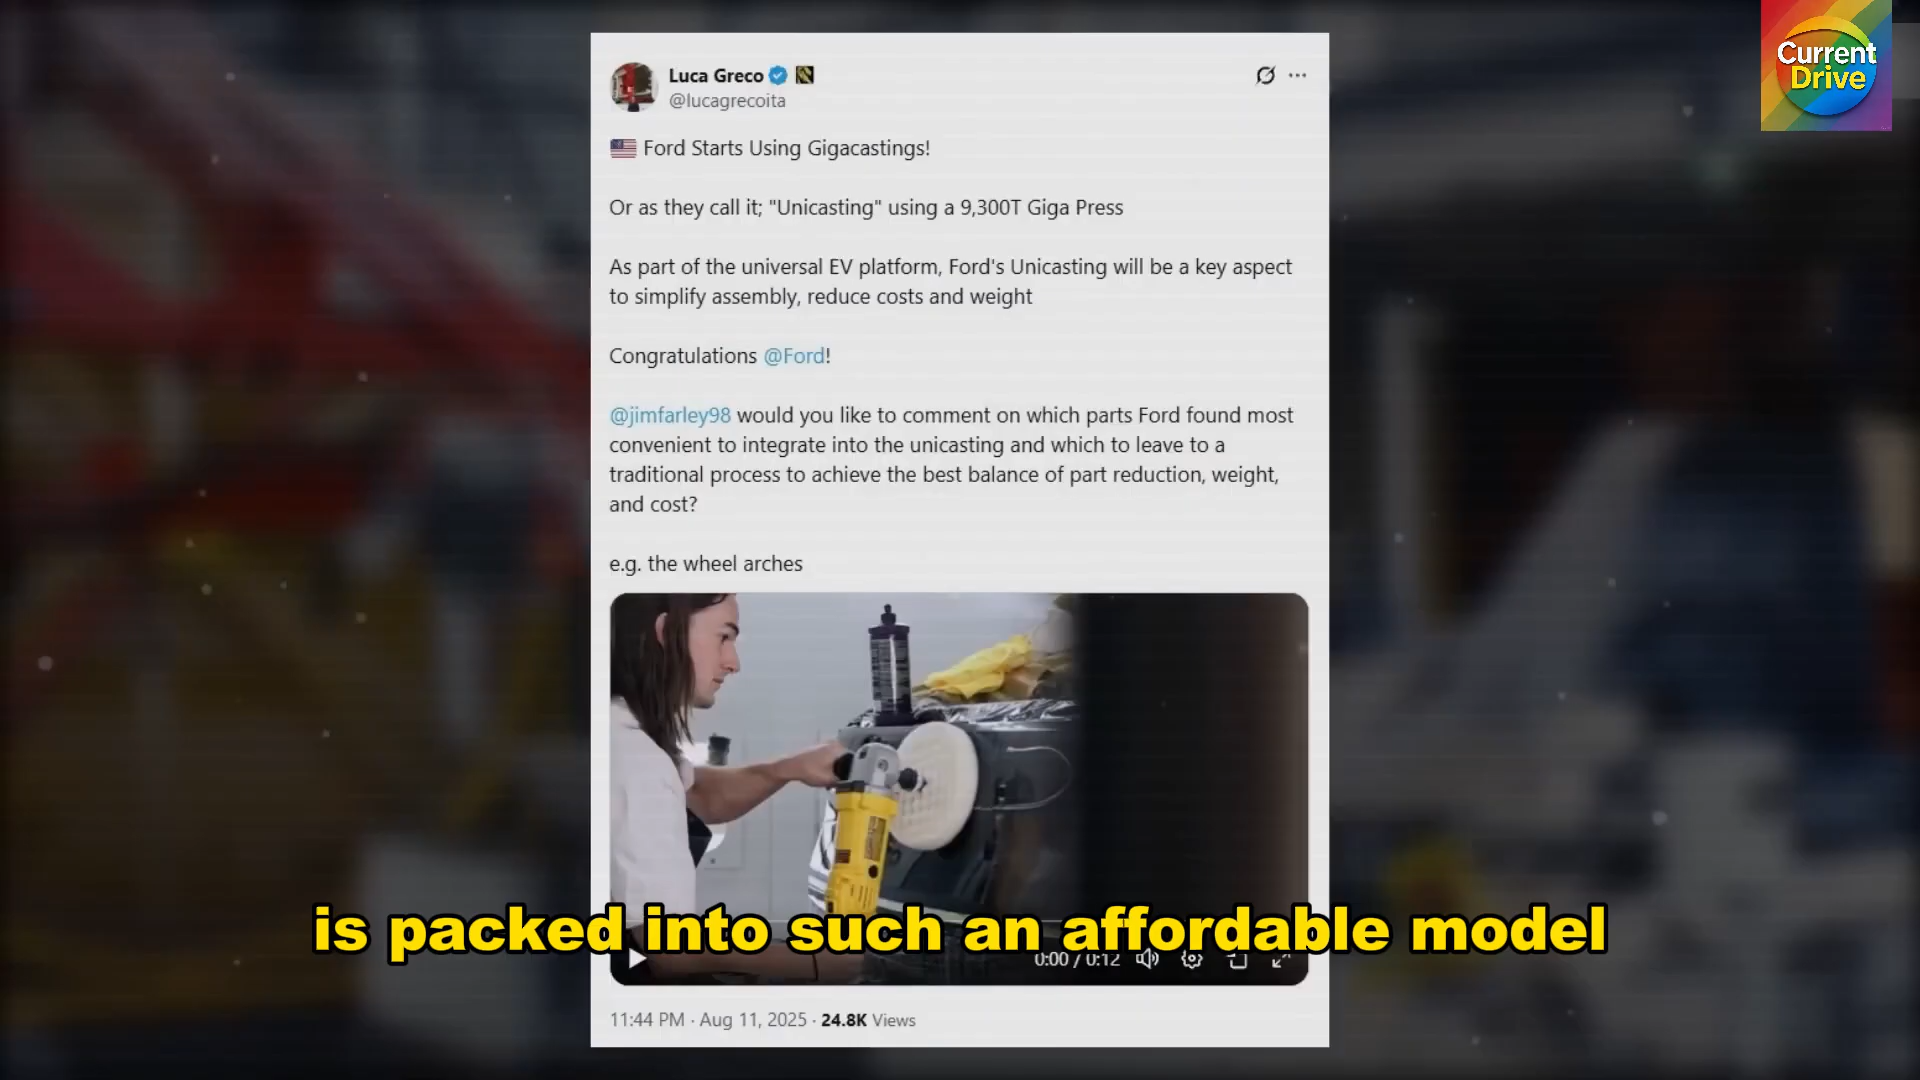 Current
Drive
Luca Greco
@lucagrecoita
Ford Starts Using Gigacastings!
Or as they call it; "Unicasting" using a 9,300T Giga Press
As part of the universal EV platform, Ford's Unicasting will be a key aspect
to simplify assembly, reduce costs and weight
Congratulations @Ford!
@jimfarley98 would you like to comment on which parts Ford found most
convenient to integrate into the unicasting and which to leave to a
traditional process to achieve the best balance of part reduction, weight,
and cost?
e.g. the wheel arches
is packed into such an affordable model
0:00 / 0:12
11:44 PM · Aug 11, 2025 · 24.8K Views